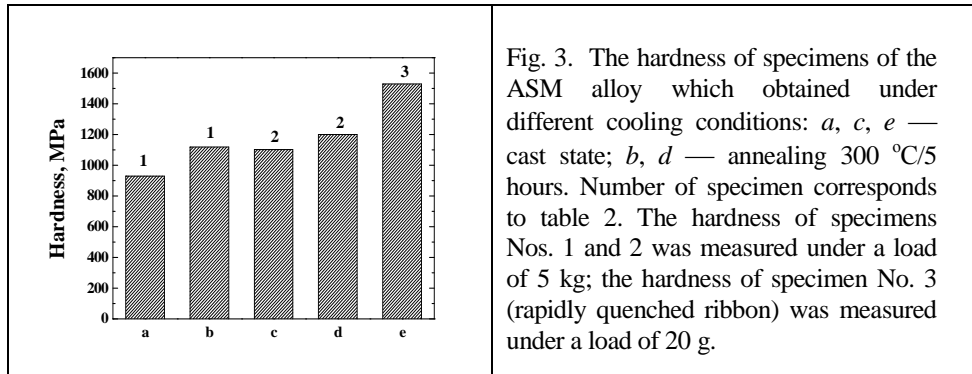 1600
1400
1200
1000
800
600
400
200
0
Hardness, MPa
1
1
2
2
3
a
b
c
d
e
Fig. 3. The hardness of specimens of the
ASM alloy which obtained under
different cooling conditions: a, c, e —
cast state; b, d — annealing 300 °C/5
hours. Number of specimen corresponds
to table 2. The hardness of specimens
Nos. 1 and 2 was measured under a load
of 5 kg; the hardness of specimen No. 3
(rapidly quenched ribbon) was measured
under a load of 20 g.